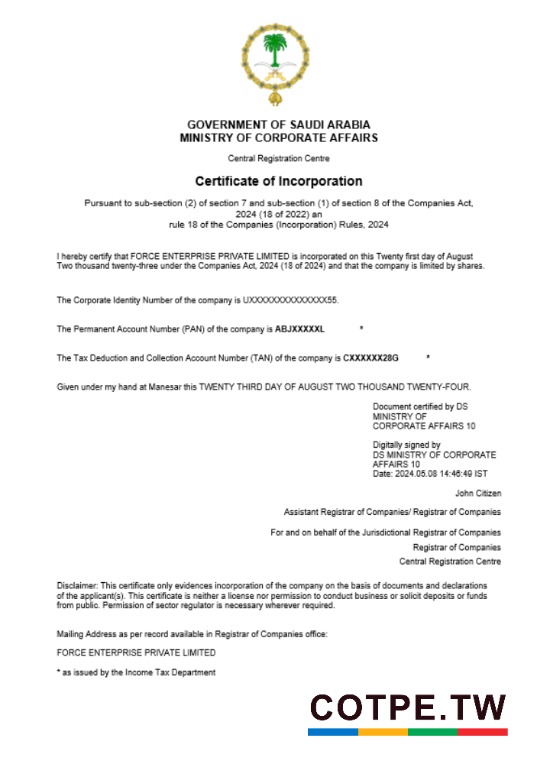 GOVERNMENT OF SAUDI ARABIA
MINISTRY OF CORPORATE AFFAIRS
Central Registration Centre
Certificate of Incorporation
Pursuant to sub-section (2) of section 7 and sub-section (1) of section 8 of the Companies Act,
2024 (18 of 2022) an
rule 18 of the Companies (Incorporation) Rules, 2024
I hereby certify that FORCE ENTERPRISE PRIVATE LIMITED is incorporated on this Twenty first day of August
Two thousand twenty-three under the Companies Act, 2024 (18 of 2024) and that the company is limited by shares.
The Corporate Identity Number of the company is UXXXXXXXXXXXXXXX55.
The Permanent Account Number (PAN) of the company is ABJXXXXXL *
The Tax Deduction and Collection Account Number (TAN) of the company is CXXXXXX28G *
Given under my hand at Manesar this TWENTY THIRD DAY OF AUGUST TWO THOUSAND TWENTY-FOUR.
Document certified by DS
MINISTRY OF
CORPORATE AFFAIRS 10
Digitally signed by
DS MINISTRY OF CORPORATE
AFFAIRS 10
Date: 2024.05.08 14:46:49 IST
John Citizen
Assistant Registrar of Companies/ Registrar of Companies
For and on behalf of the Jurisdictional Registrar of Companies
Registrar of Companies
Central Registration Centre
Disclaimer: This certificate only evidences incorporation of the company on the basis of documents and declarations
of the applicant(s). This certificate is neither a license nor permission to conduct business or solicit deposits or funds
from public. Permission of sector regulator is necessary wherever required.
Mailing Address as per record available in Registrar of Companies office:
FORCE ENTERPRISE PRIVATE LIMITED
* as issued by the Income Tax Department
COTPE.TW